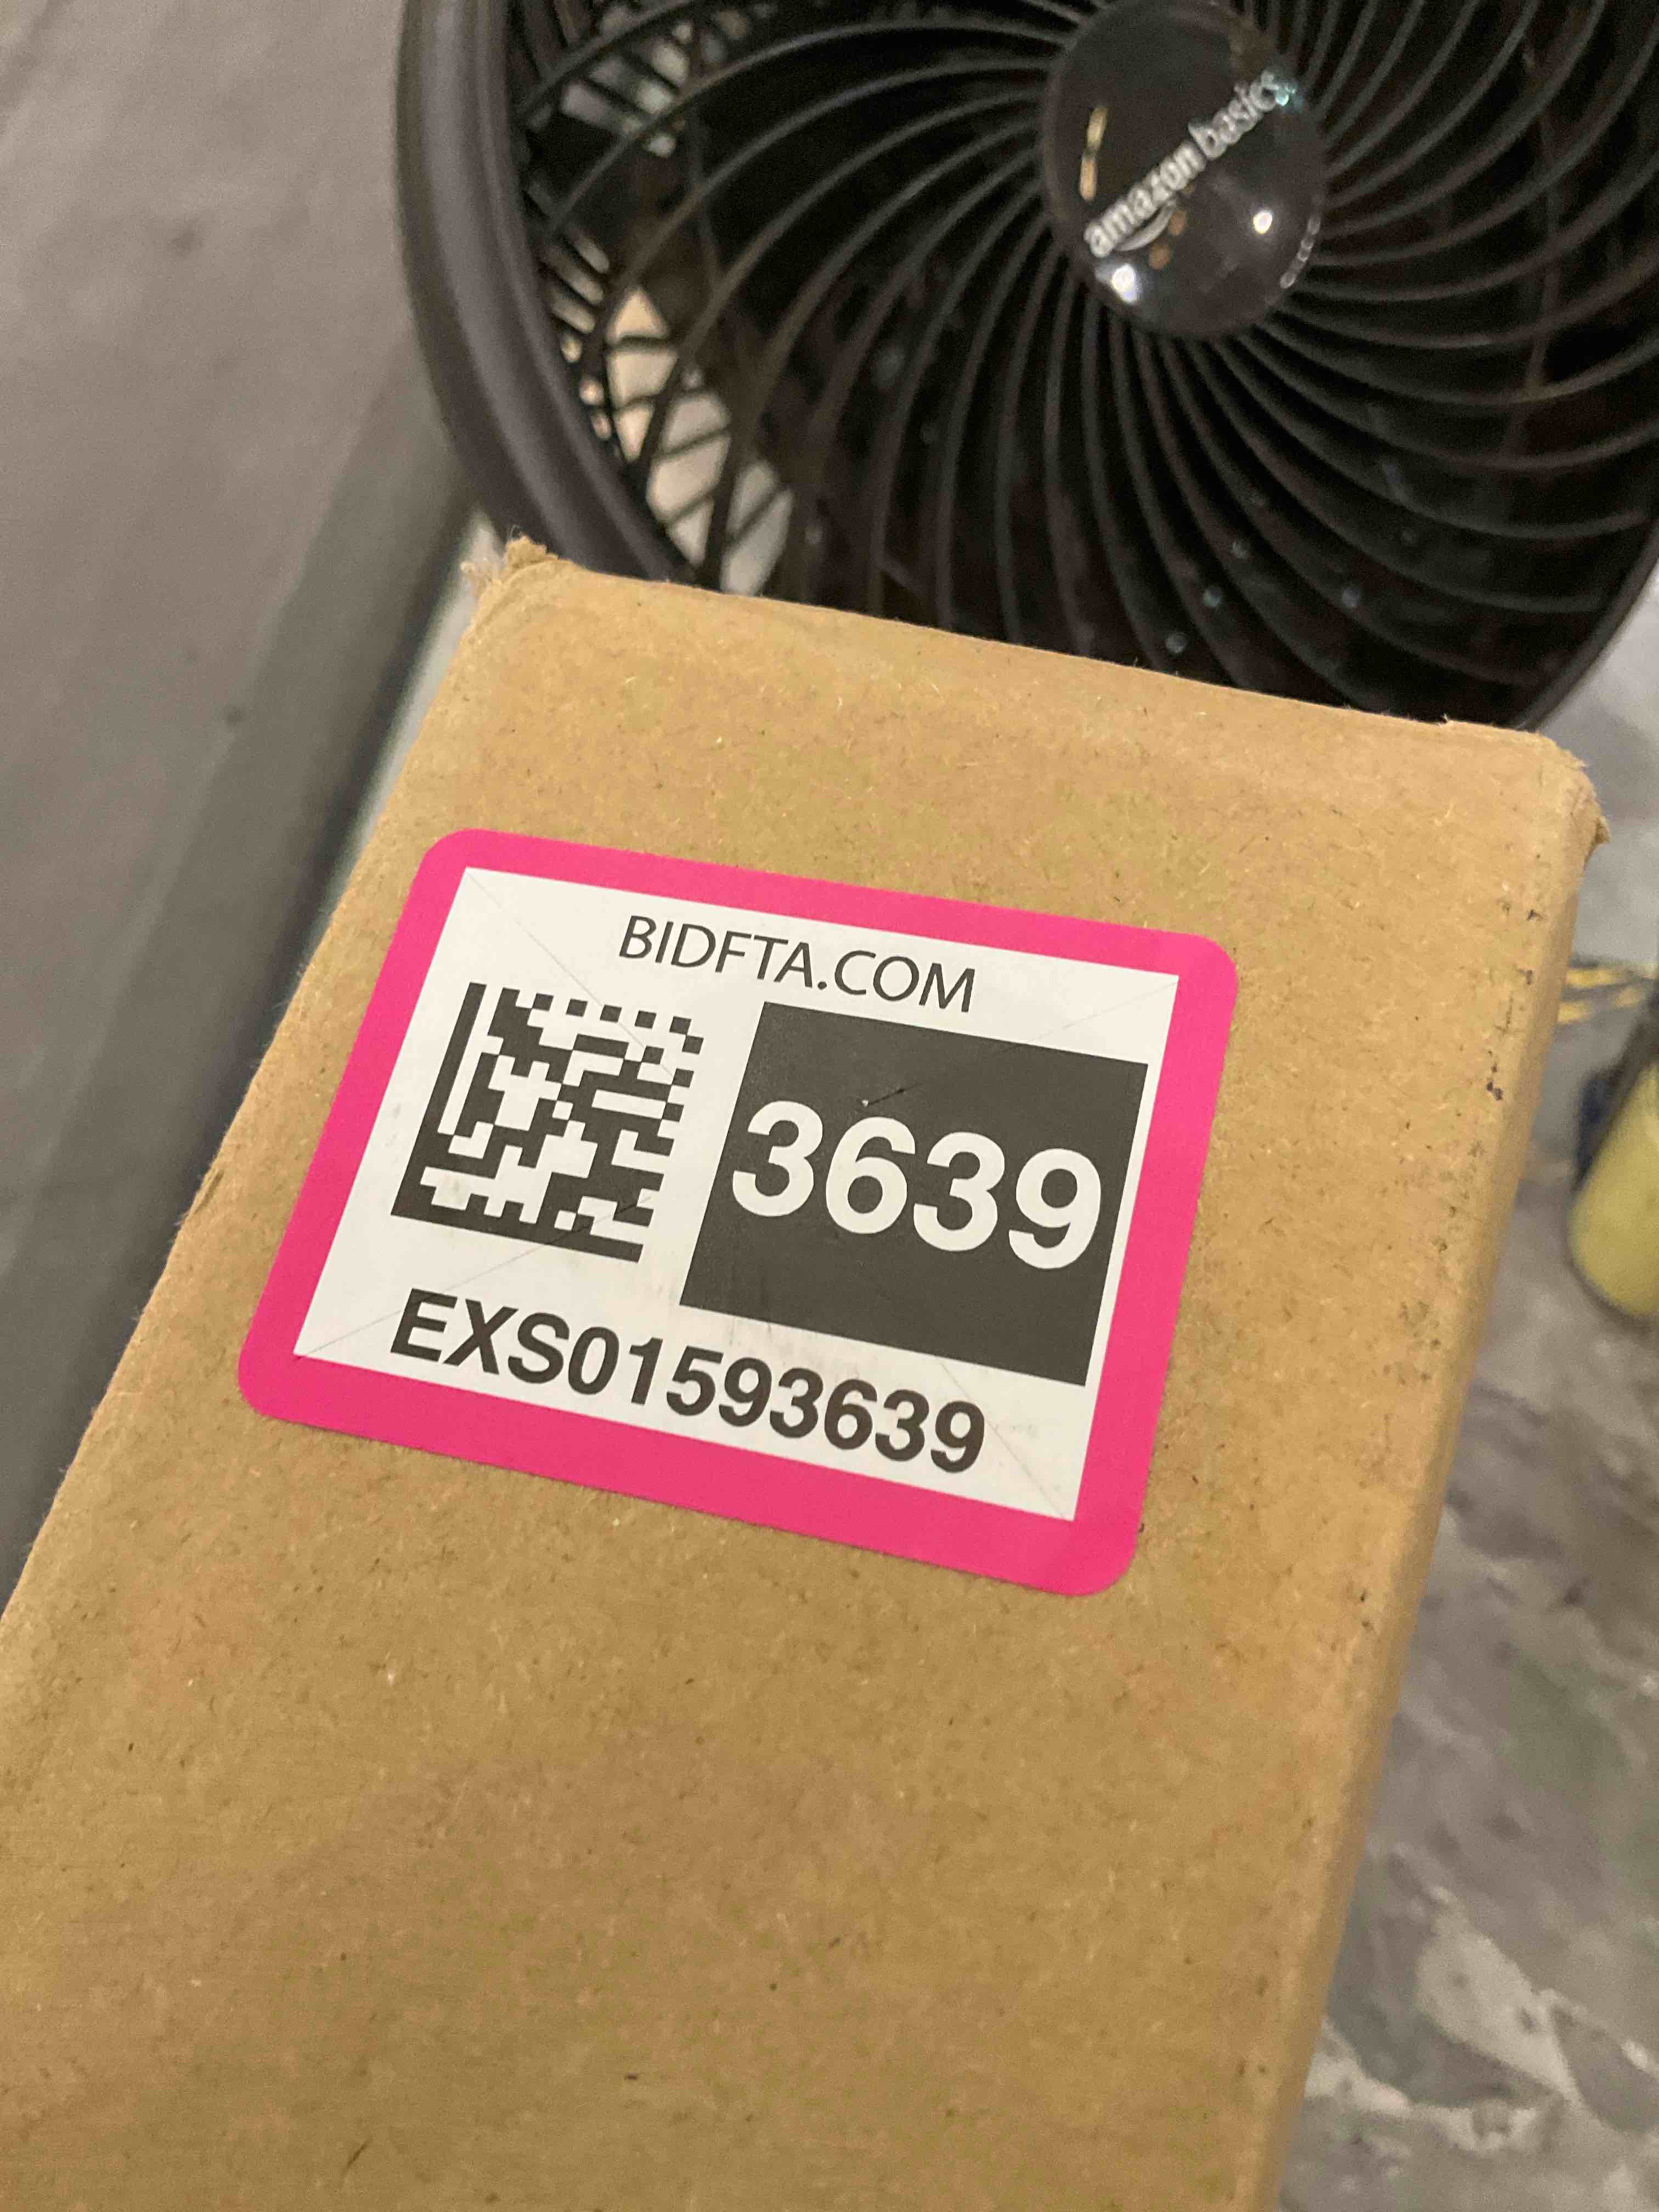 amazon basics
BIDFTA.COM
3639
EXS01593639